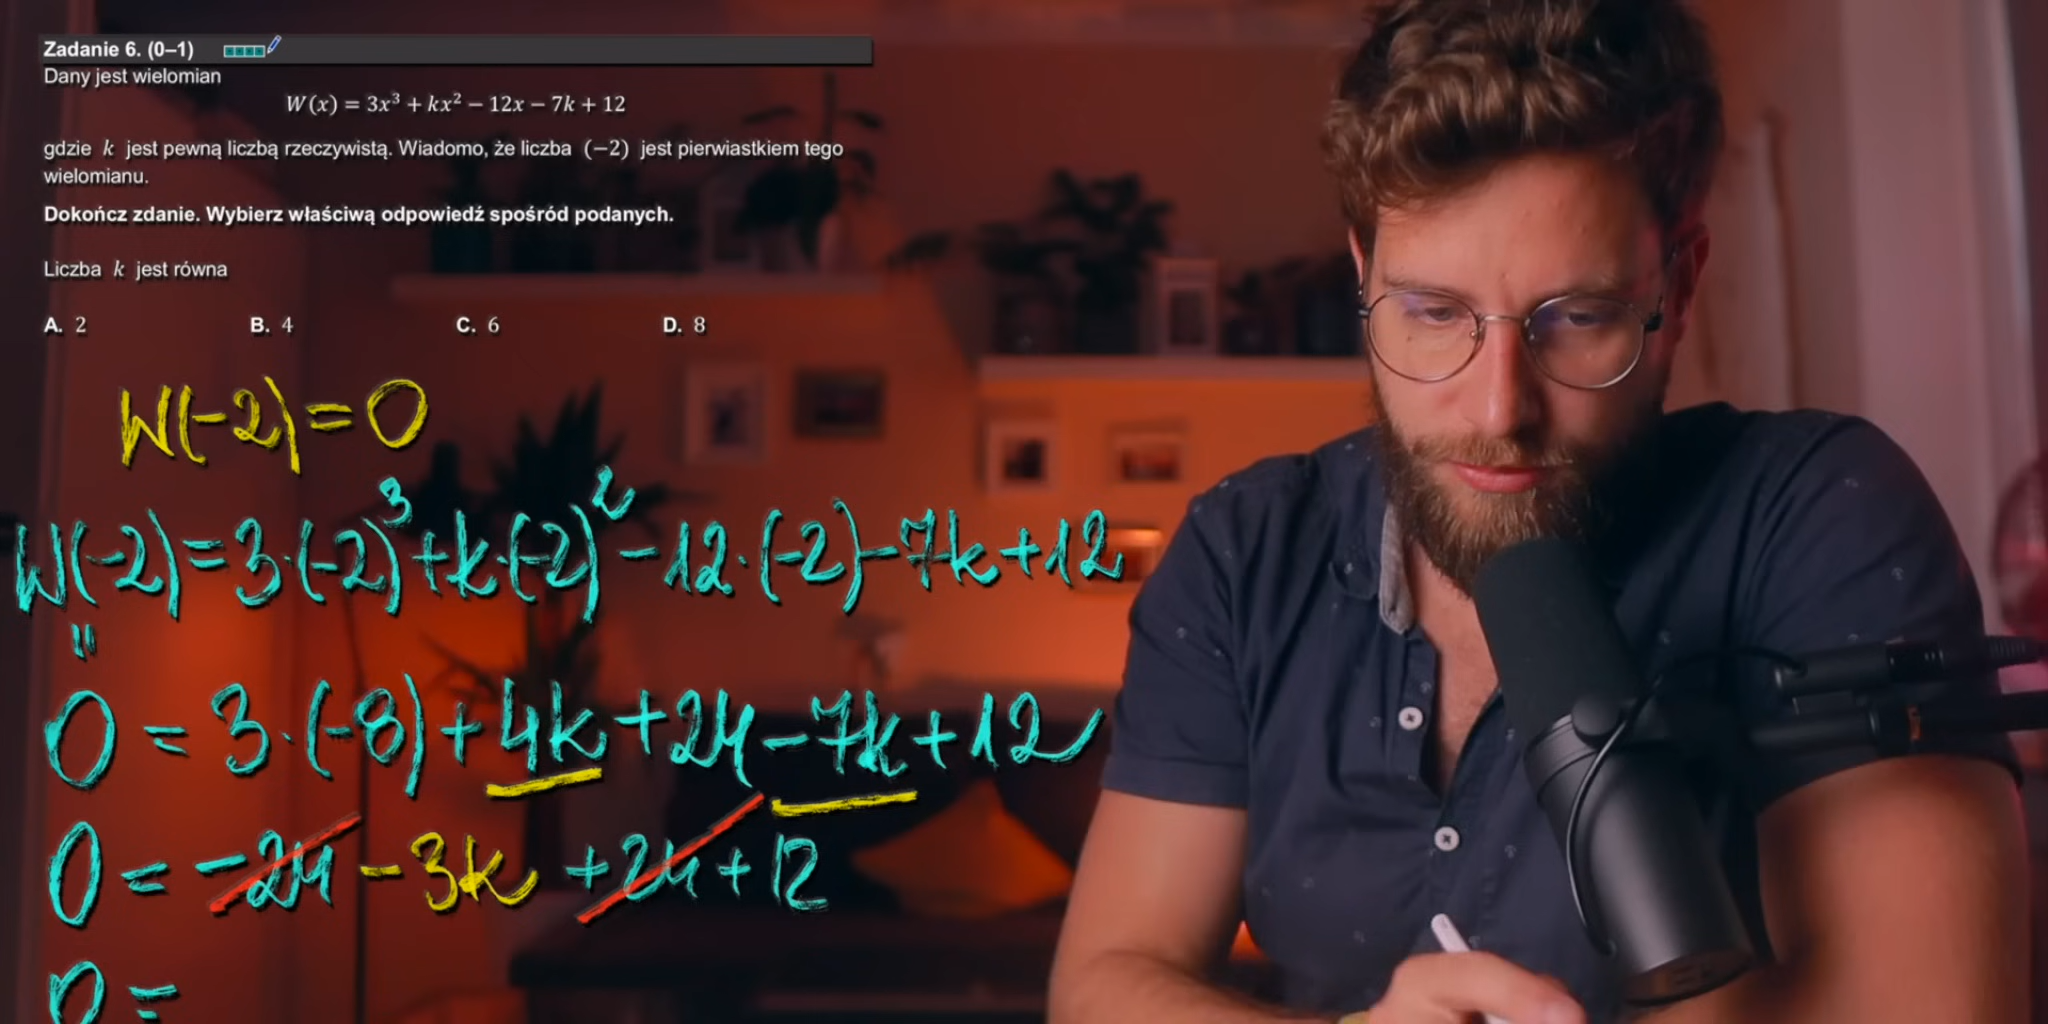 Zadanie 6. (0–1)
Dany jest wielomian
W(x) = 3x³ + kx² − 12x − 7k + 12
gdzie k jest pewną liczbą rzeczywistą. Wiadomo, że liczba (−2) jest pierwiastkiem tego
wielomianu.
Dokończ zdanie. Wybierz właściwą odpowiedź spośród podanych.
Liczba k jest równa
A. 2 B. 4 C. 6 D. 8
W(-2)=0
W(-2)=3·(-2)³+k·(-2)²-12·(-2)-7k+12
=
0 = 3·(-8)+4k+24-7k+12
0 = -24-3k+24+12
0 =